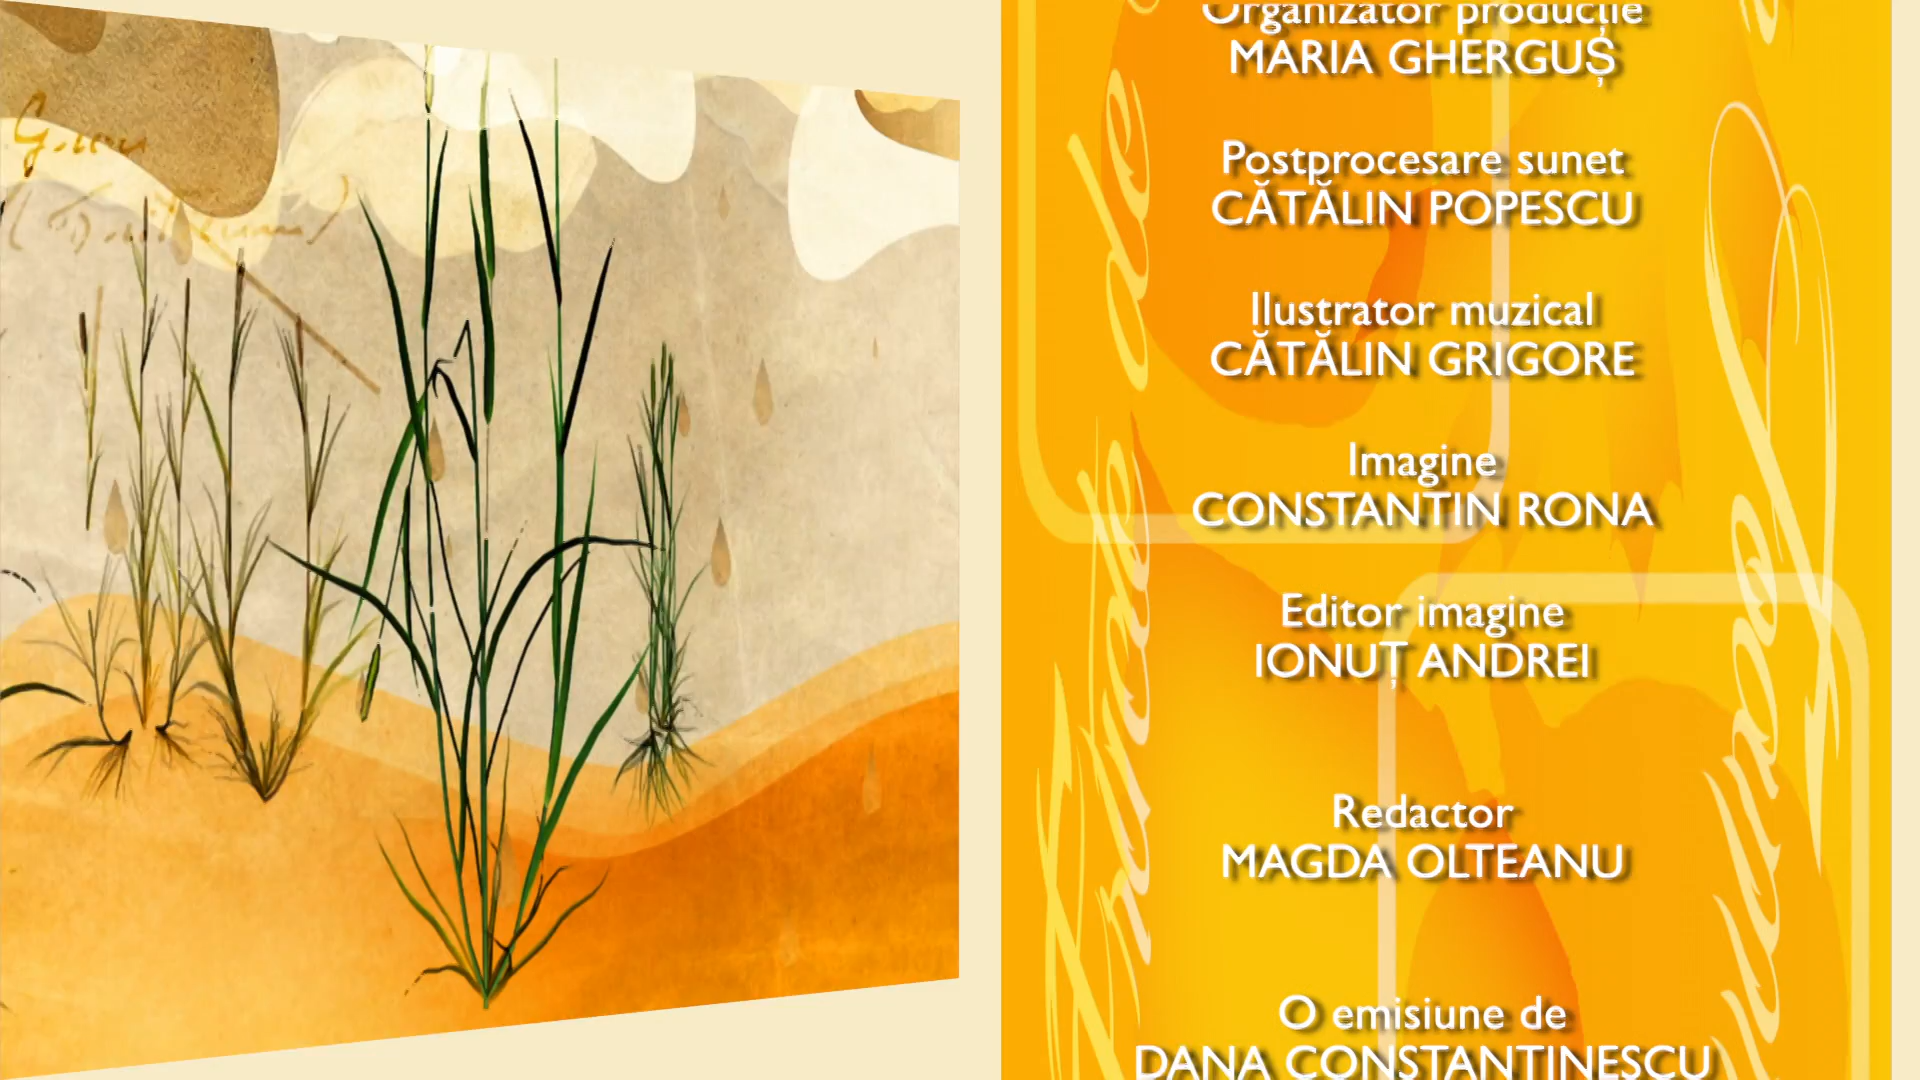 Organizator producție
MARIA GHERGUȘ
Postprocesare sunet
CĂTĂLIN POPESCU
Ilustrator muzical
CĂTĂLIN GRIGORE
Imagine
CONSTANTIN RONA
Editor imagine
IONUȚ ANDREI
Redactor
MAGDA OLTEANU
O emisiune de
DANA CONSTANTINESCU